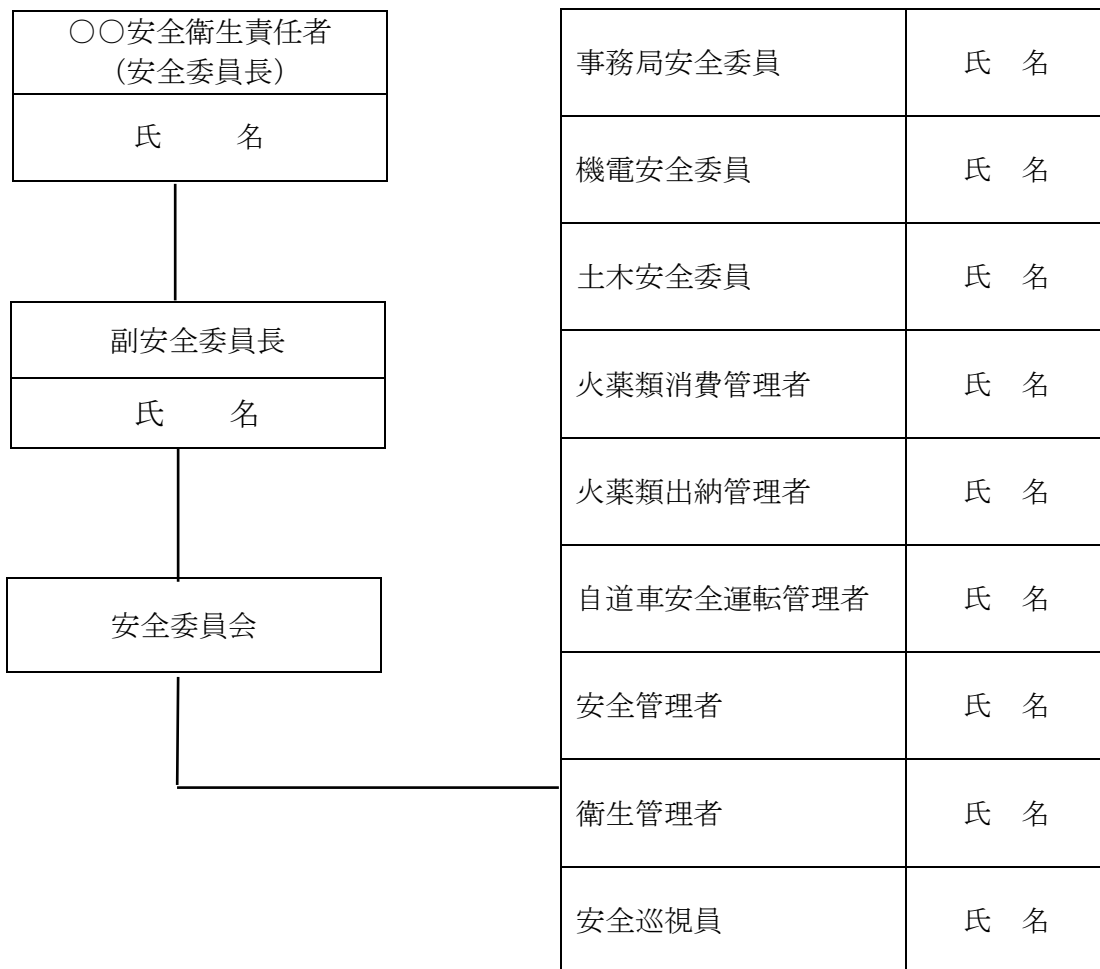 ○○安全衛生責任者
(安全委員長)
氏　　名
副安全委員長
氏　　名
安全委員会
事務局安全委員　氏　名
機電安全委員　氏　名
土木安全委員　氏　名
火薬類消費管理者　氏　名
火薬類出納管理者　氏　名
自道車安全運転管理者　氏　名
安全管理者　氏　名
衛生管理者　氏　名
安全巡視員　氏　名